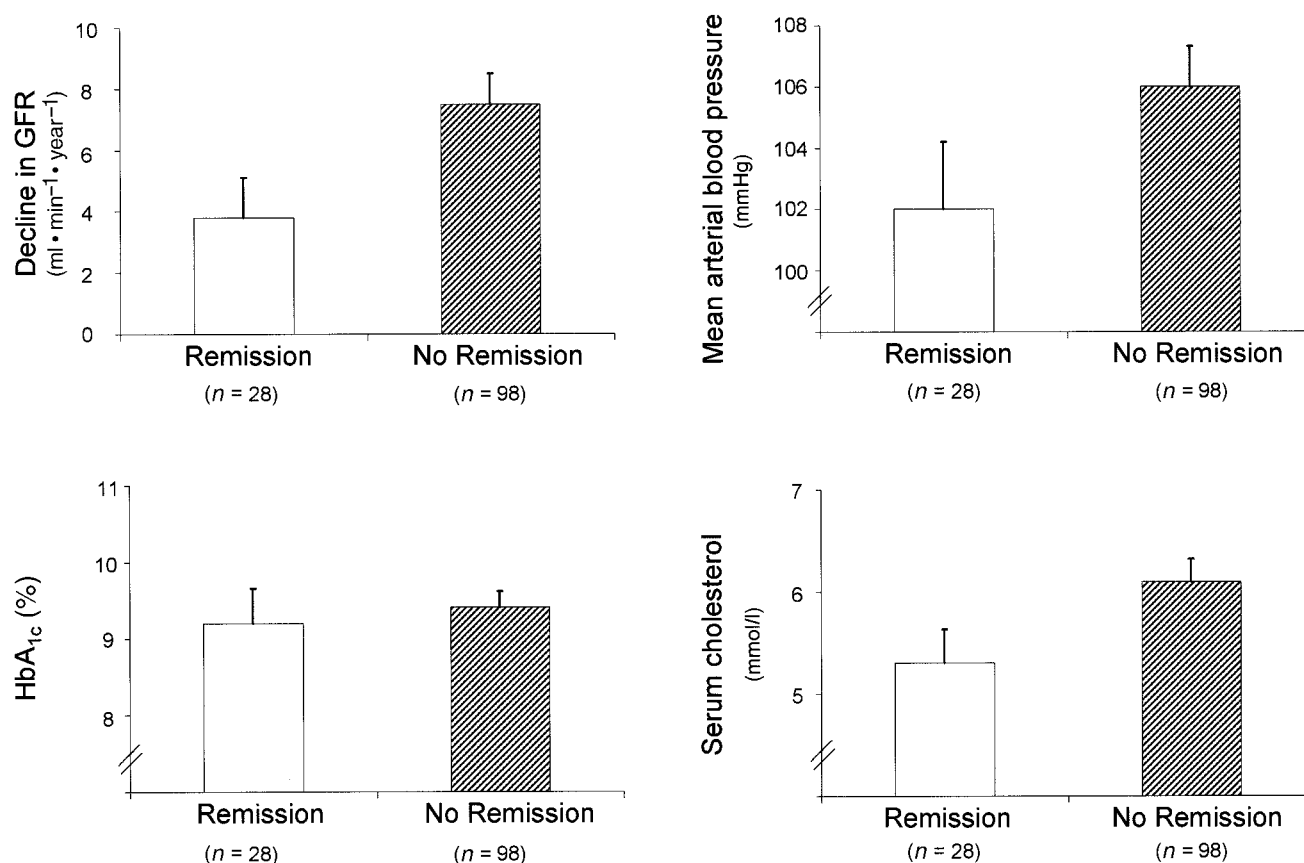 Decline in GFR
(ml • min⁻¹ • year⁻¹)
10
8
6
4
2
0
Remission
No Remission
(n = 28)
(n = 98)
Mean arterial blood pressure
(mmHg)
108
106
104
102
100
Remission
No Remission
(n = 28)
(n = 98)
HbA₁c (%)
11
10
9
8
Remission
No Remission
(n = 28)
(n = 98)
Serum cholesterol
(mmol/l)
7
6
5
Remission
No Remission
(n = 28)
(n = 98)